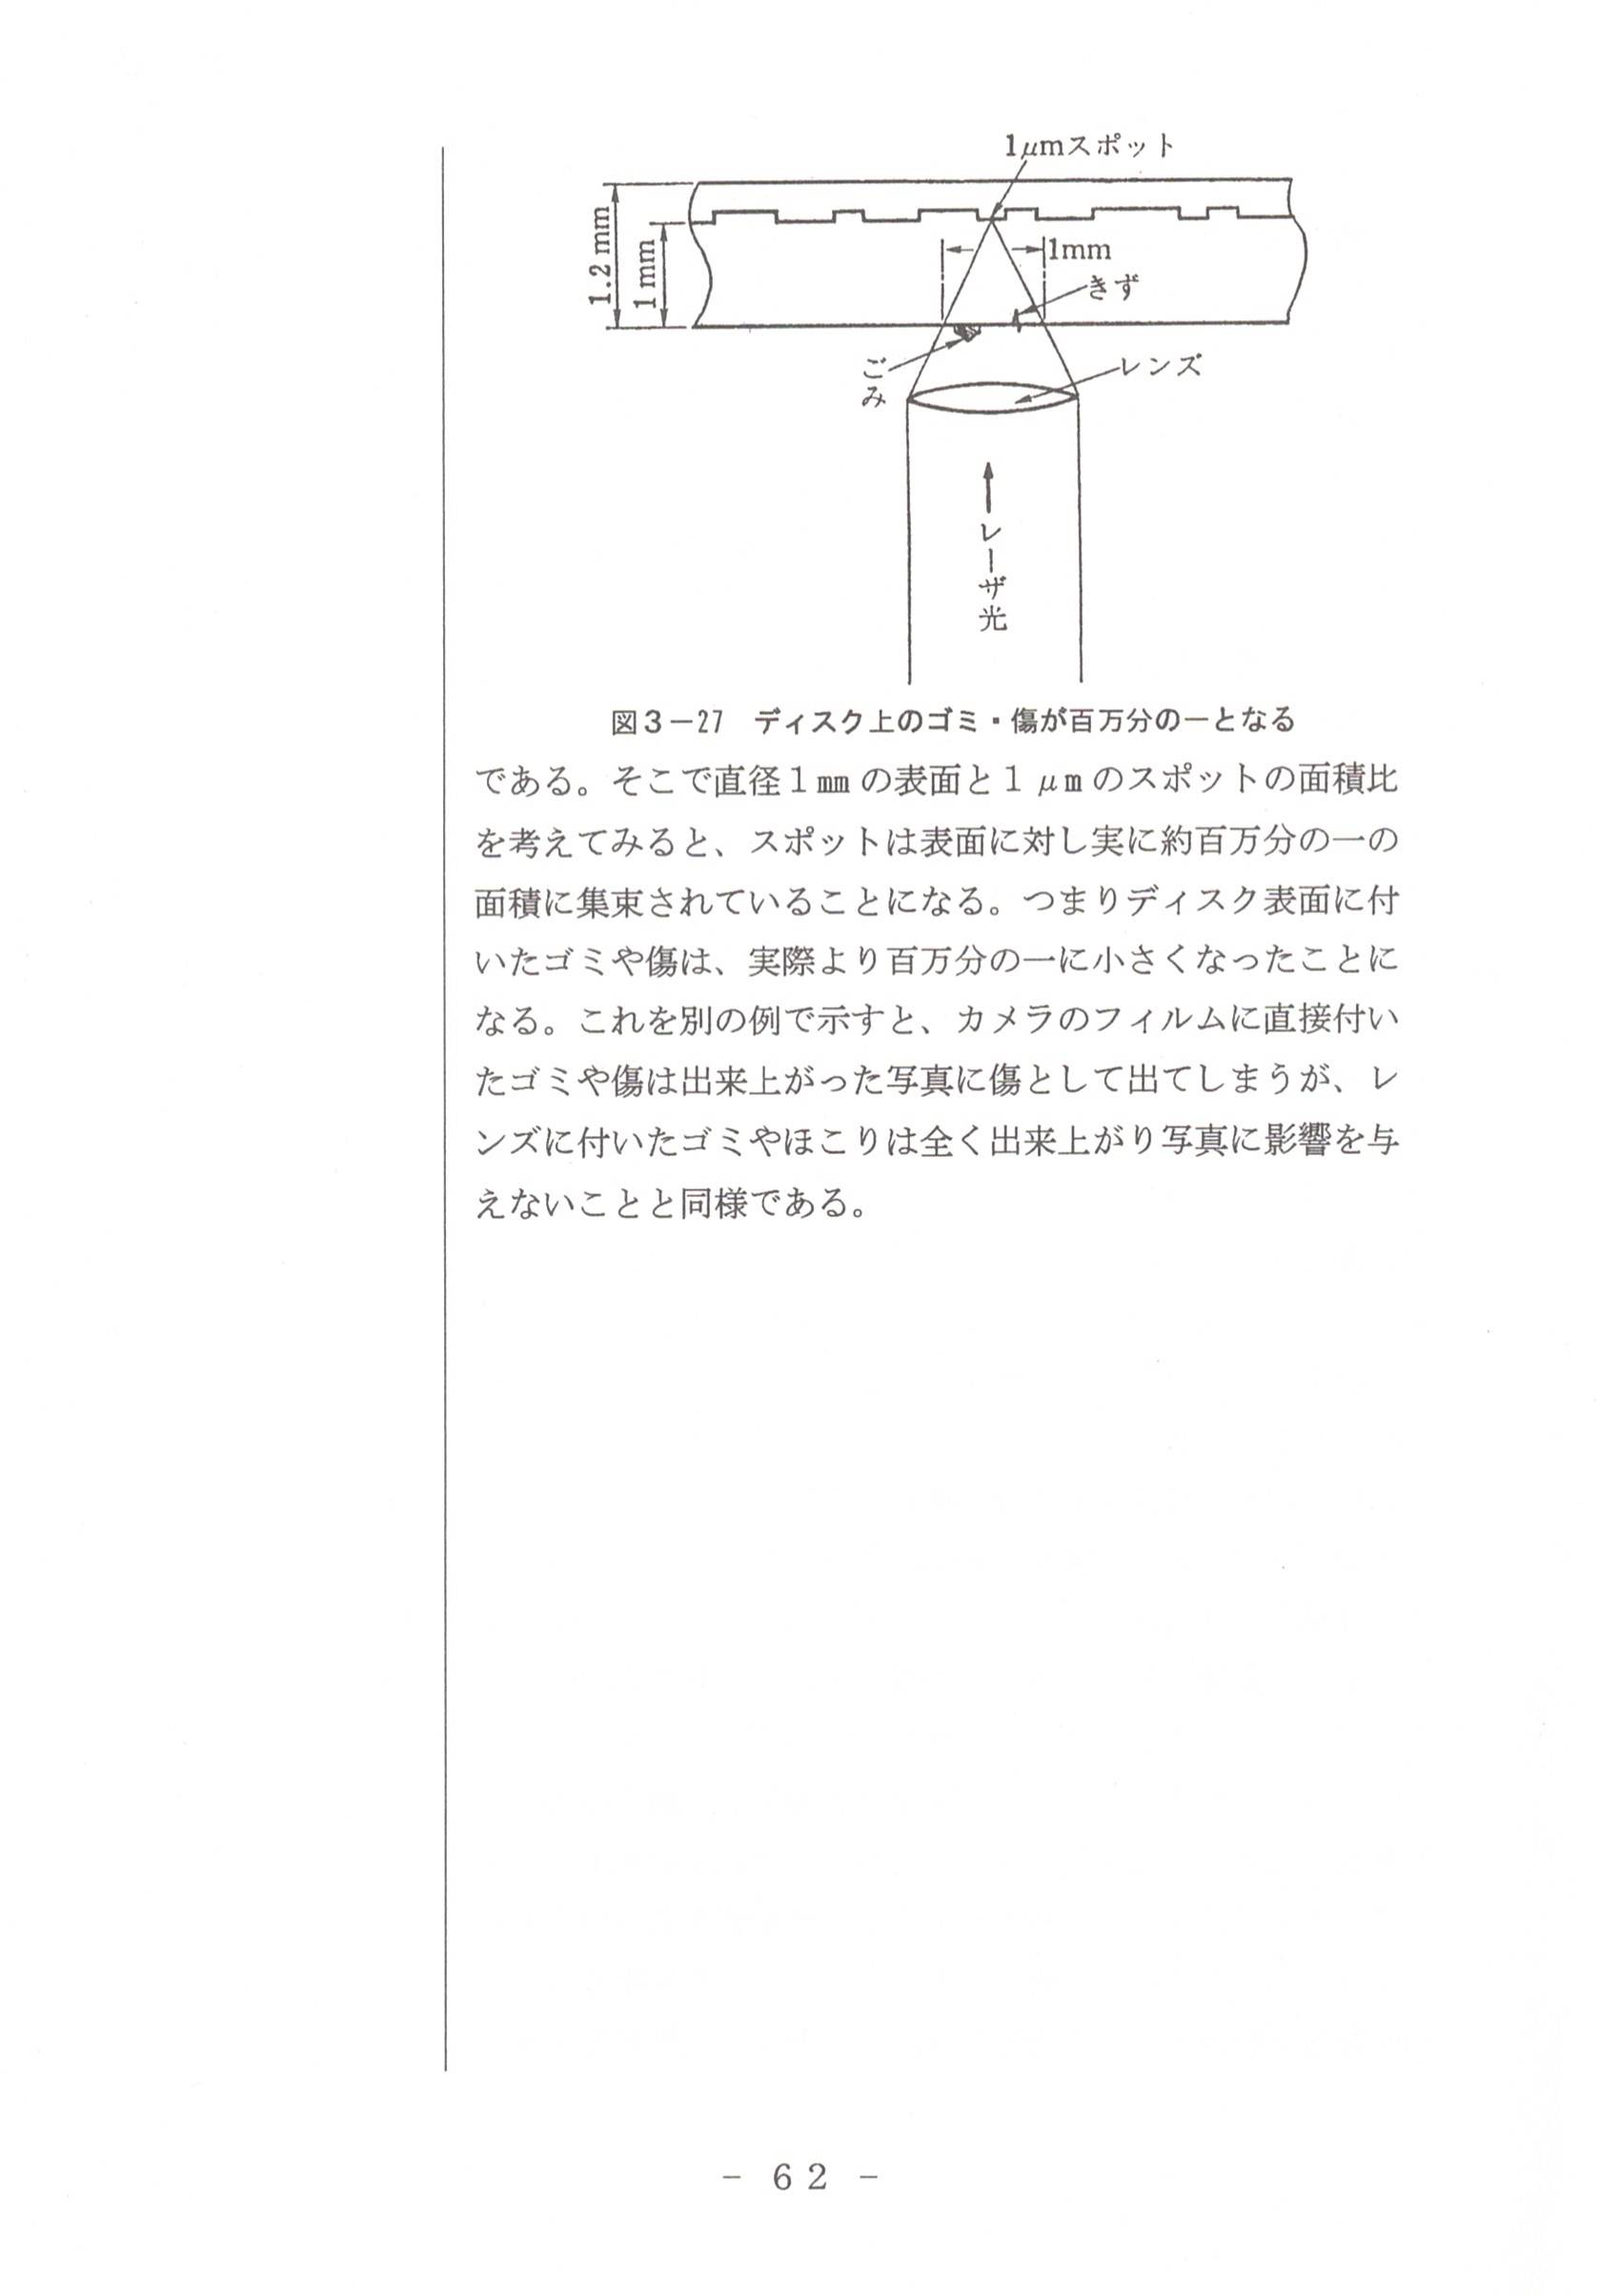 1μmスポット
1.2 mm
1 mm
1mm
きず
ごみ
レンズ
レーザ光
図3−27 ディスク上のゴミ・傷が百万分の一となる
である。そこで直径1㎜の表面と1μmのスポットの面積比
を考えてみると、スポットは表面に対し実に約百万分の一の
面積に集束されていることになる。つまりディスク表面に付
いたゴミや傷は、実際より百万分の一に小さくなったことに
なる。これを別の例で示すと、カメラのフィルムに直接付い
たゴミや傷は出来上がった写真に傷として出てしまうが、レ
ンズに付いたゴミやほこりは全く出来上がり写真に影響を与
えないことと同様である。
− 62 −